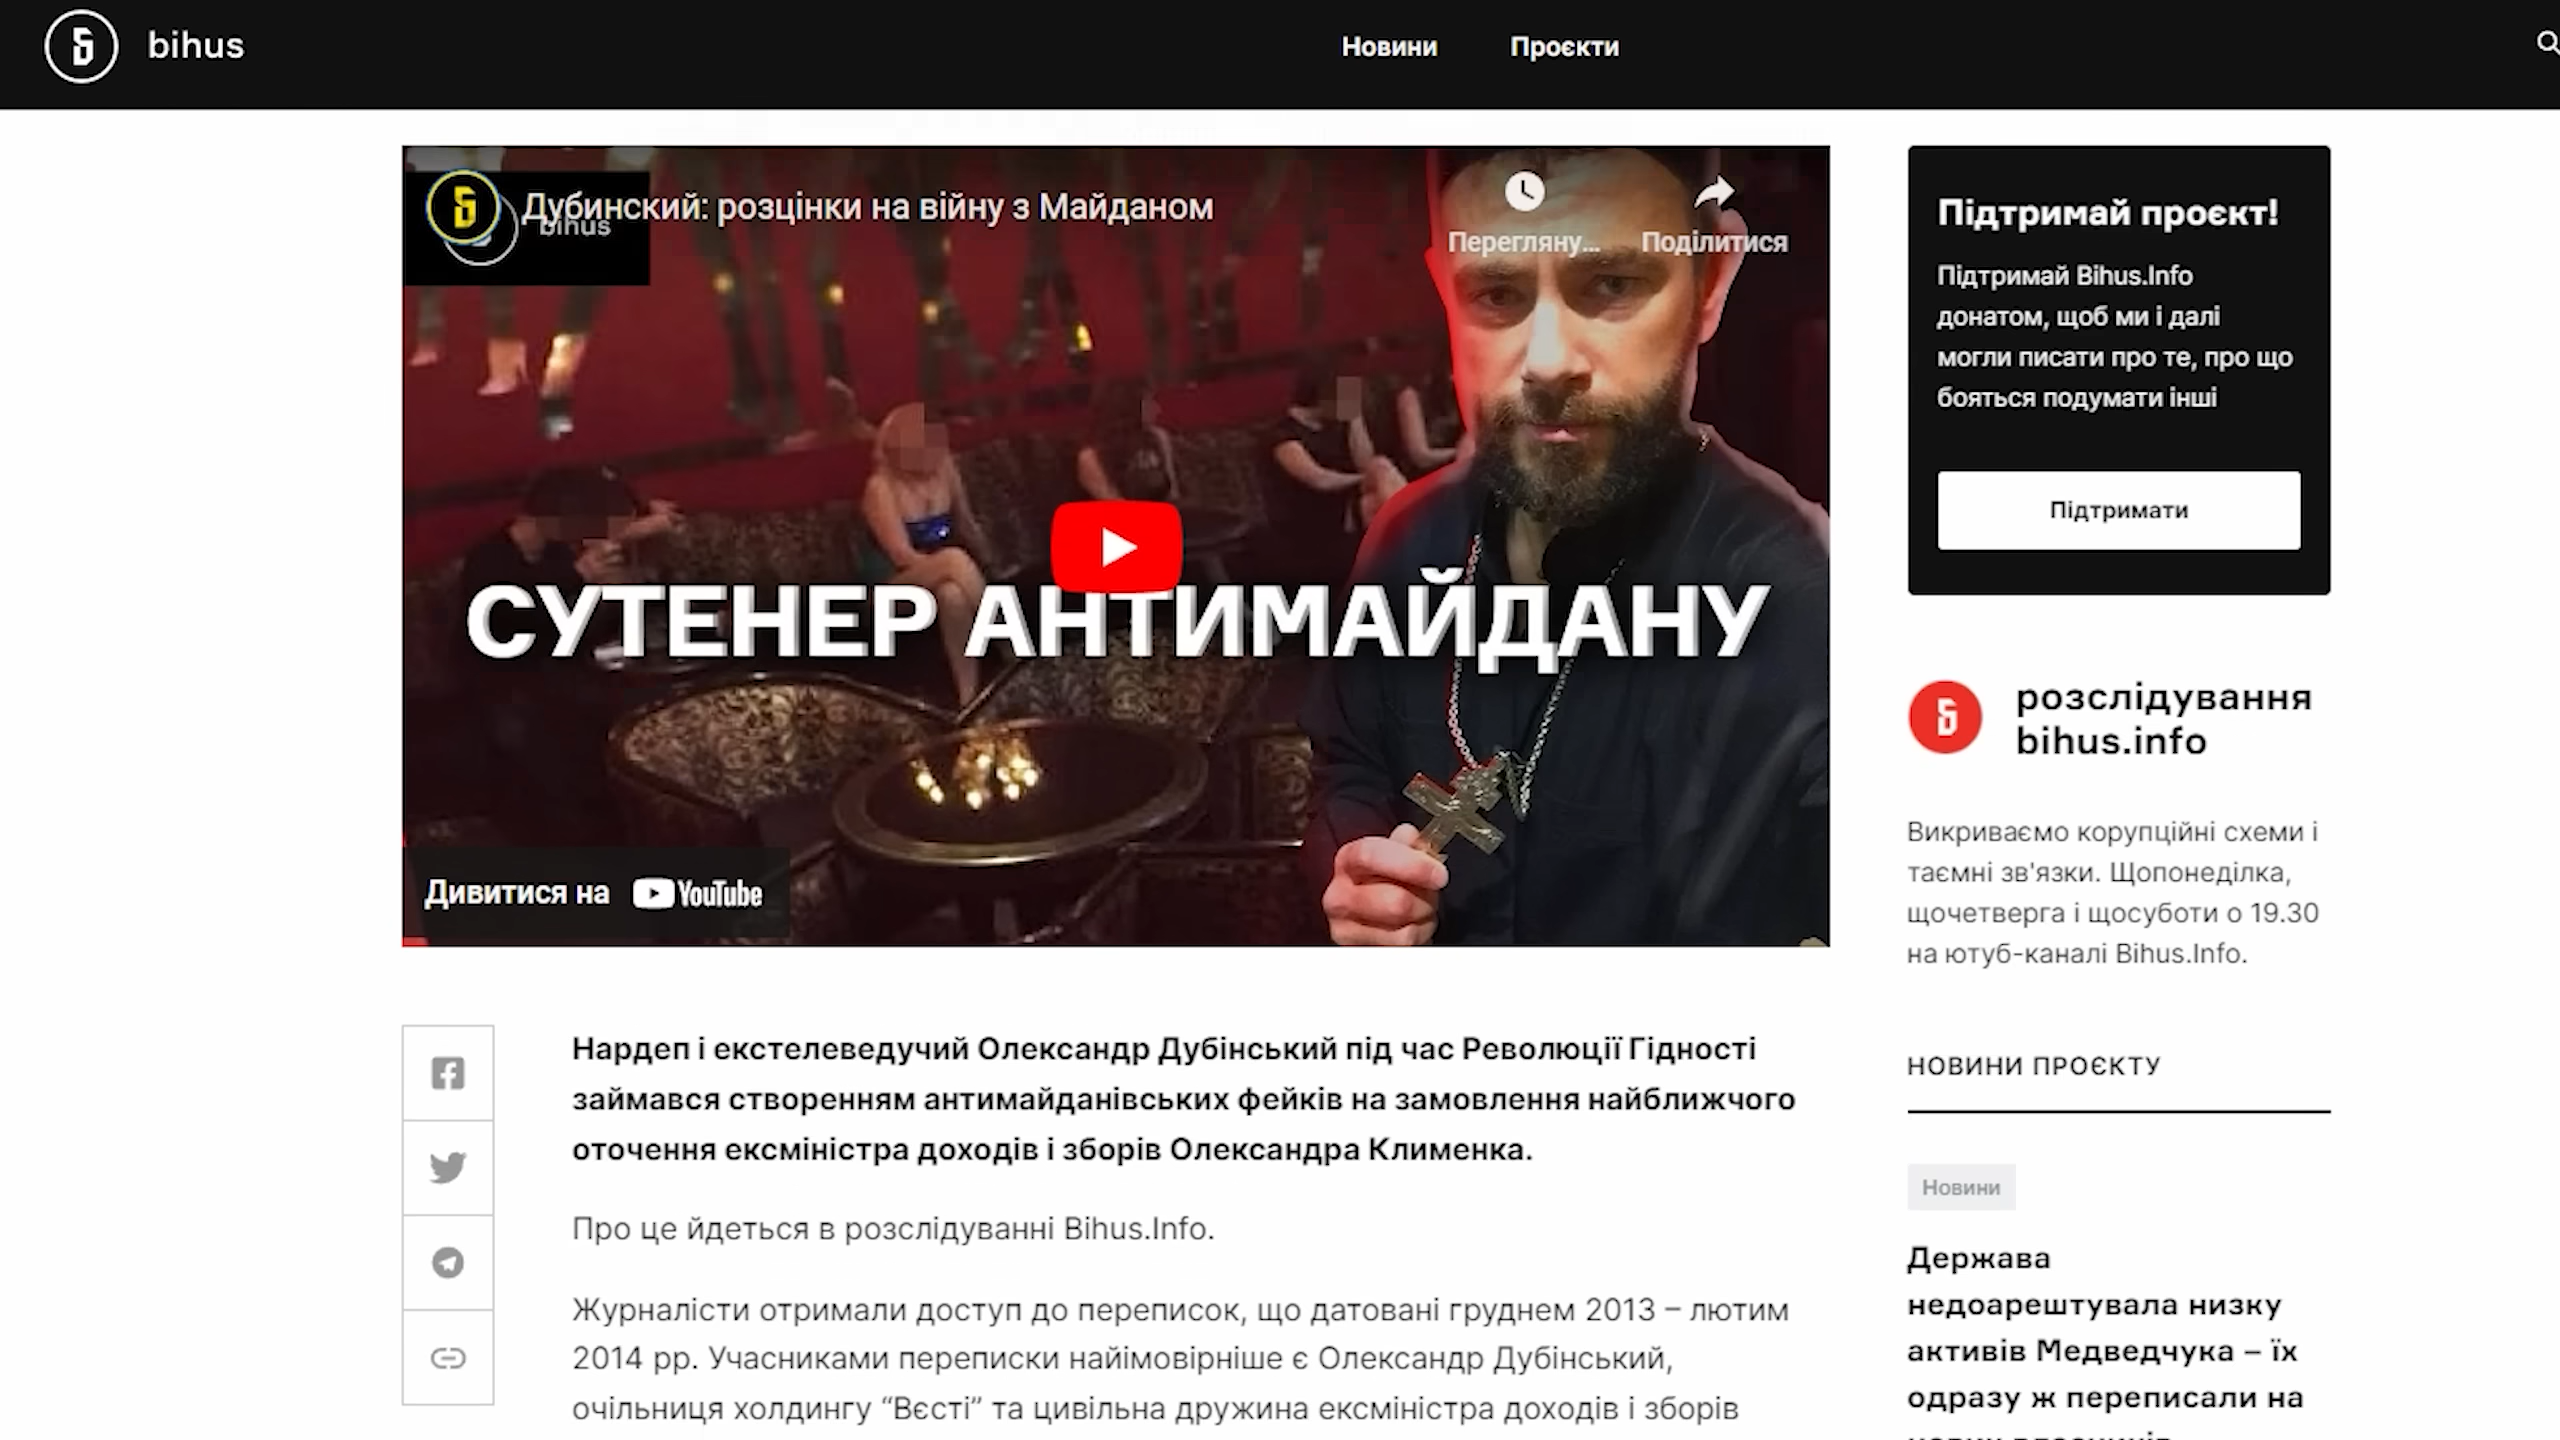 bihus
Новини
Проєкти
Дубинский: розцінки на війну з Майданом
bihus
Перегляну...
Поділитися
СУТЕНЕР АНТИМАЙДАНУ
Дивитися на YouTube
Нардеп і екстелеведучий Олександр Дубінський під час Революції Гідності
займався створенням антимайданівських фейків на замовлення найближчого
оточення ексміністра доходів і зборів Олександра Клименка.
Про це йдеться в розслідуванні Bihus.Info.
Журналісти отримали доступ до переписок, що датовані груднем 2013 – лютим
2014 рр. Учасниками переписки найімовірніше є Олександр Дубінський,
очільниця холдингу “Вєсті” та цивільна дружина ексміністра доходів і зборів
Підтримай проєкт!
Підтримай Bihus.Info
донатом, щоб ми і далі
могли писати про те, про що
бояться подумати інші
Підтримати
розслідування
bihus.info
Викриваємо корупційні схеми і
таємні зв'язки. Щопонеділка,
щочетверга і щосуботи о 19.30
на ютуб-каналі Bihus.Info.
НОВИНИ ПРОЄКТУ
Новини
Держава
недоарештувала низку
активів Медведчука – їх
одразу ж переписали на